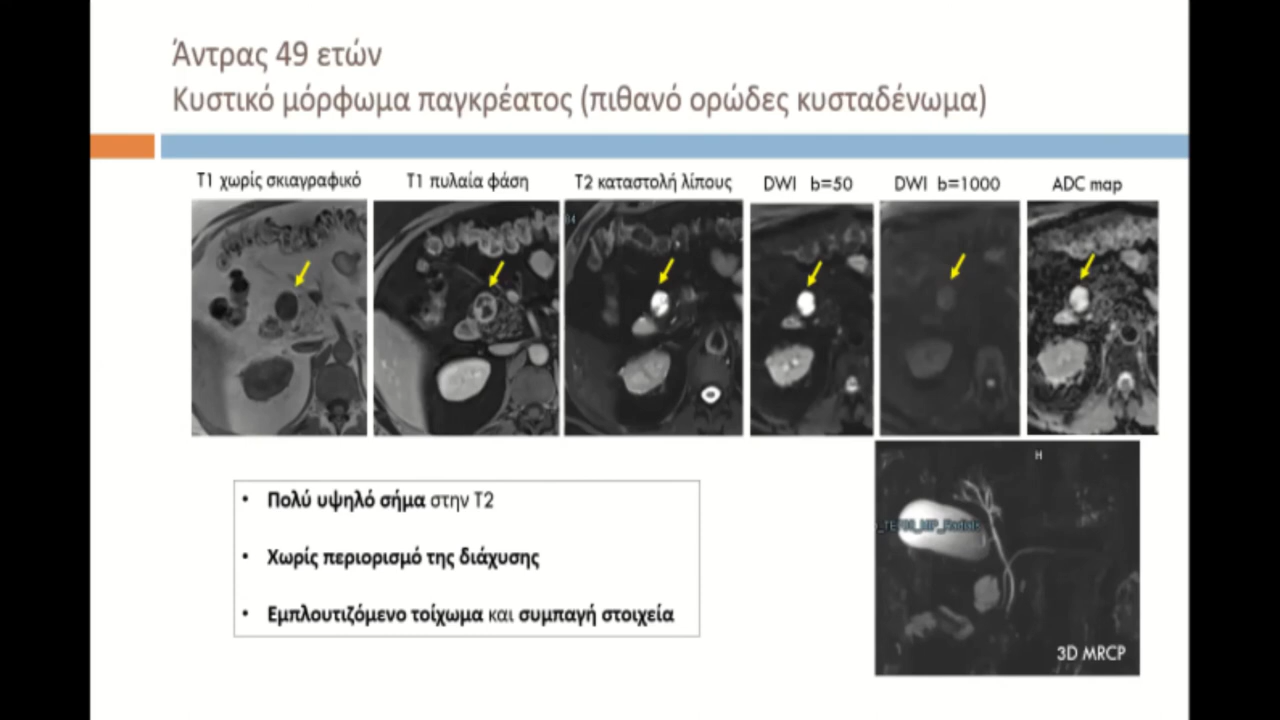 Άντρας 49 ετών
Κυστικό μόρφωμα παγκρέατος (πιθανό ορώδες κυσταδένωμα)
T1 χωρίς σκιαγραφικό
T1 πυλαία φάση
T2 καταστολή λίπους
DWI b=50
DWI b=1000
ADC map
• Πολύ υψηλό σήμα στην T2
• Χωρίς περιορισμό της διάχυσης
• Εμπλουτιζόμενο τοίχωμα και συμπαγή στοιχεία
H
3D MRCP